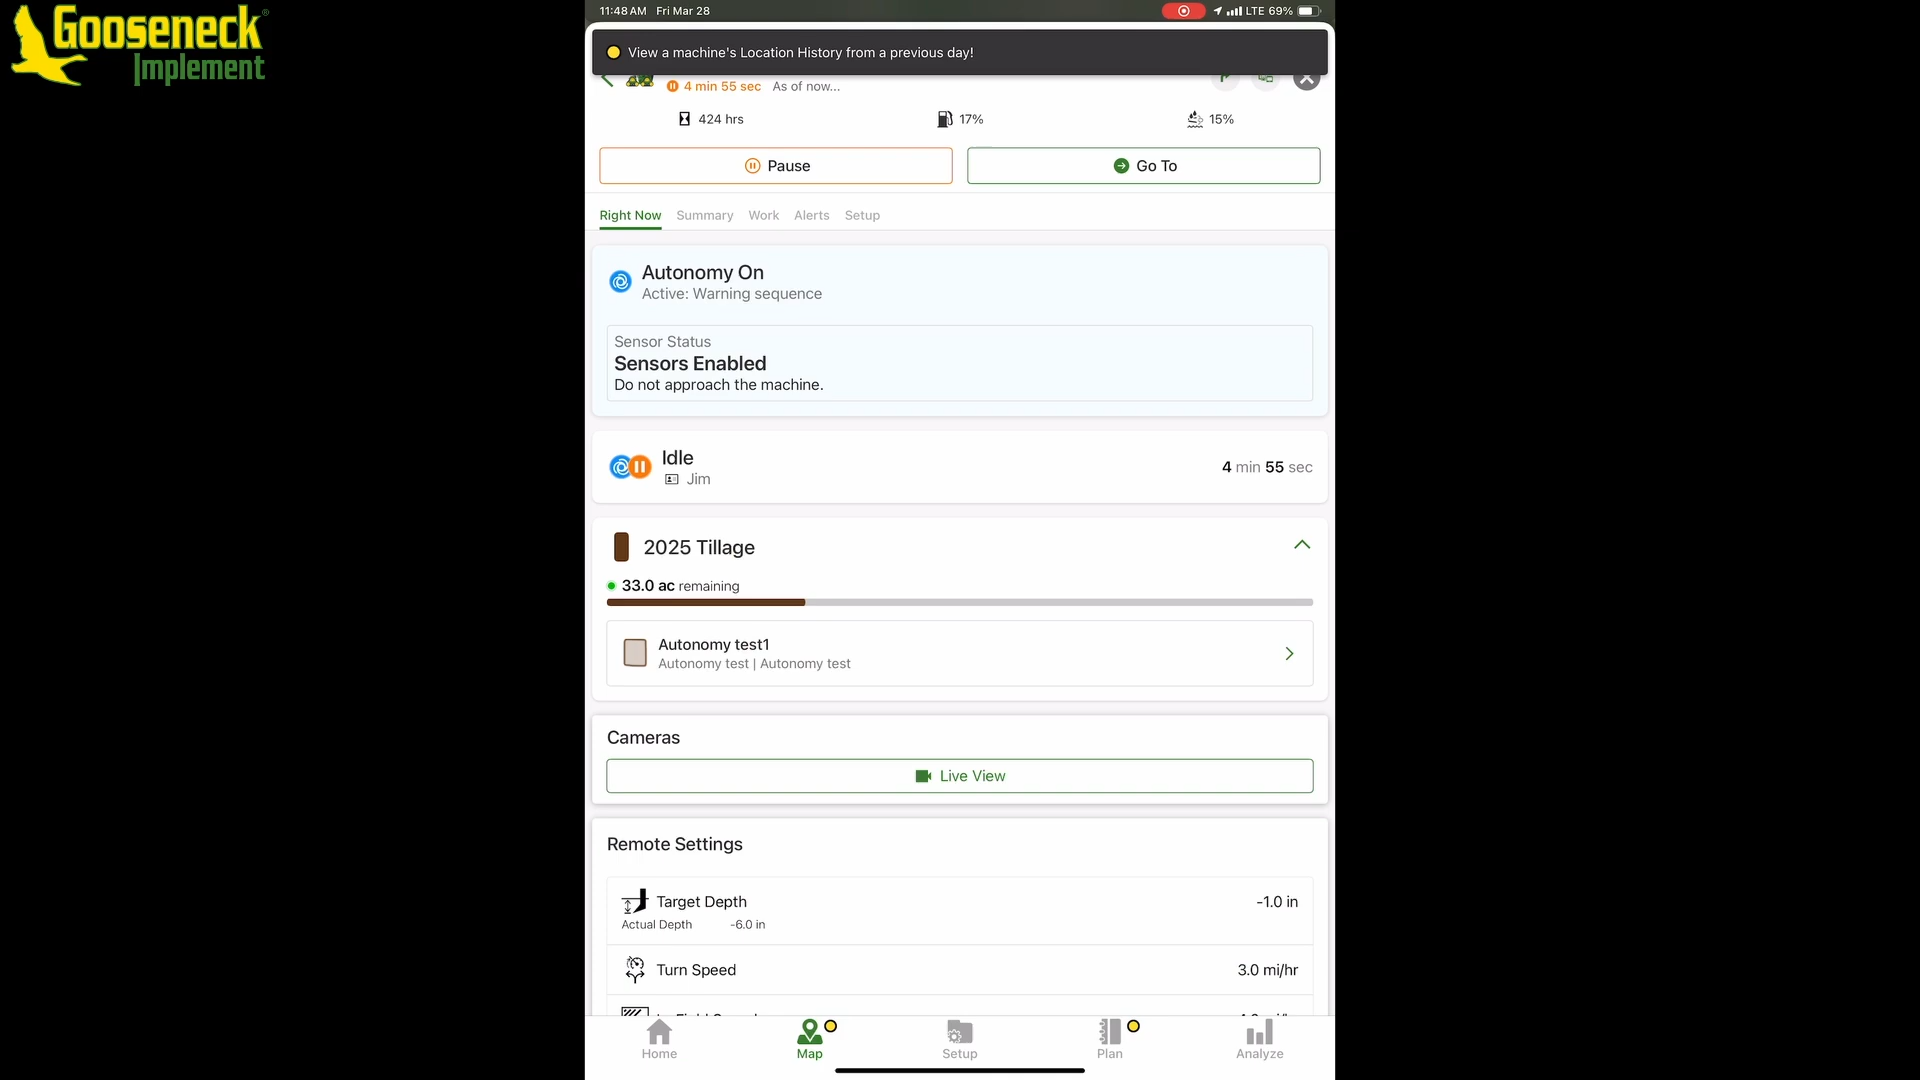 Gooseneck
Implement
11:48 AM Fri Mar 28
LTE 69%
View a machine's Location History from a previous day!
4 min 55 sec As of now...
424 hrs
17%
15%
Pause
Go To
Right Now Summary Work Alerts Setup
Autonomy On
Active: Warning sequence
Sensor Status
Sensors Enabled
Do not approach the machine.
Idle
Jim
4 min 55 sec
2025 Tillage
33.0 ac remaining
Autonomy test1
Autonomy test | Autonomy test
Cameras
Live View
Remote Settings
Target Depth -1.0 in
Actual Depth -6.0 in
Turn Speed 3.0 mi/hr
Home Map Setup Plan Analyze